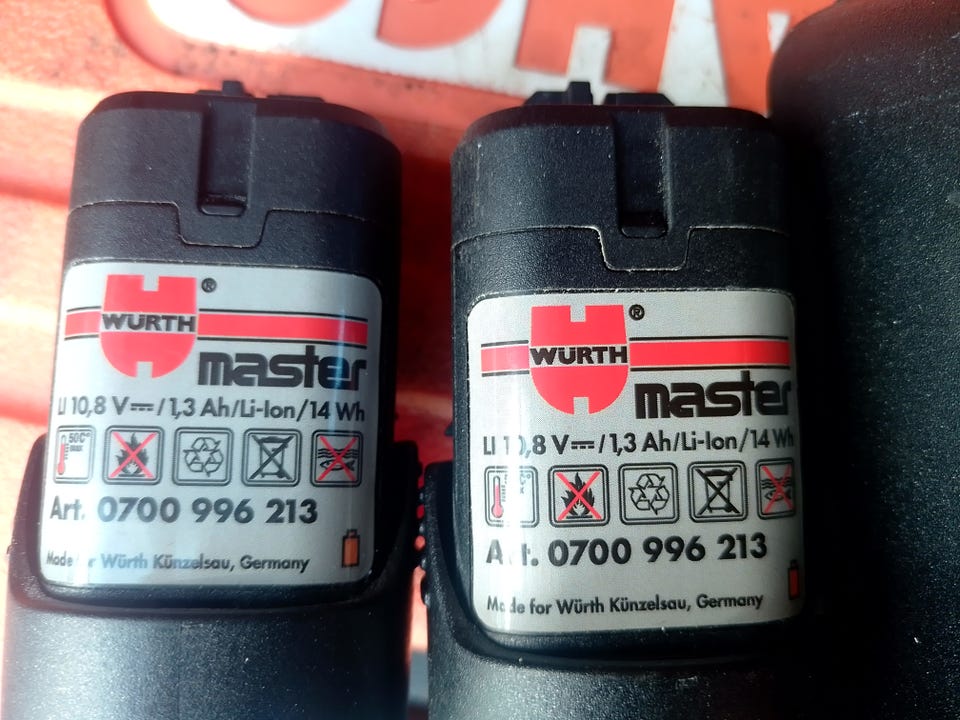 WÜRTH®
master
LI 10,8 V⎓/1,3 Ah/Li-Ion/14 Wh
50C°
max
Art. 0700 996 213
Made for Würth Künzelsau, Germany
WÜRTH®
master
LI 10,8 V⎓/1,3 Ah/Li-Ion/14 Wh
Art. 0700 996 213
Made for Würth Künzelsau, Germany